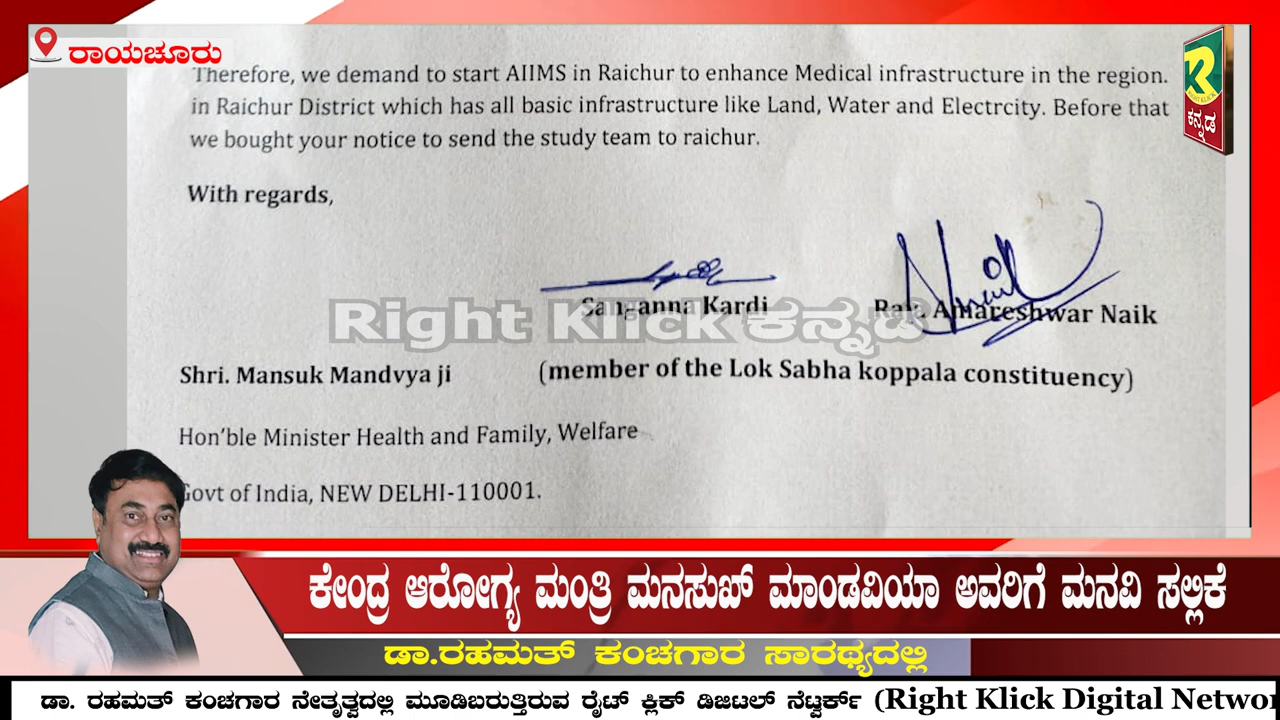 ರಾಯಚೂರು
Therefore, we demand to start AIIMS in Raichur to enhance Medical infrastructure in the region.
in Raichur District which has all basic infrastructure like Land, Water and Electrcity. Before that
we bought your notice to send the study team to raichur.
R
RIGHT KLICK
ಕನ್ನಡ
With regards,
Sanganna Kardi
Amareshwar Naik
Right Klick ಕನ್ನಡ
Shri. Mansuk Mandvya ji
(member of the Lok Sabha koppala constituency)
Hon'ble Minister Health and Family, Welfare
Govt of India, NEW DELHI-110001.
ಕೇಂದ್ರ ಆರೋಗ್ಯ ಮಂತ್ರಿ ಮನಸುಖ್ ಮಾಂಡವಿಯಾ ಅವರಿಗೆ ಮನವಿ ಸಲ್ಲಿಕೆ
ಡಾ.ರಹಮತ್ ಕಂಚಗಾರ ಸಾರಥ್ಯದಲ್ಲಿ
ಡಾ. ರಹಮತ್ ಕಂಚಗಾರ ನೇತೃತ್ವದಲ್ಲಿ ಮೂಡಿಬರುತ್ತಿರುವ ರೈಟ್ ಕ್ಲಿಕ್ ಡಿಜಿಟಲ್ ನೆಟ್ವರ್ಕ್ (Right Klick Digital Networ